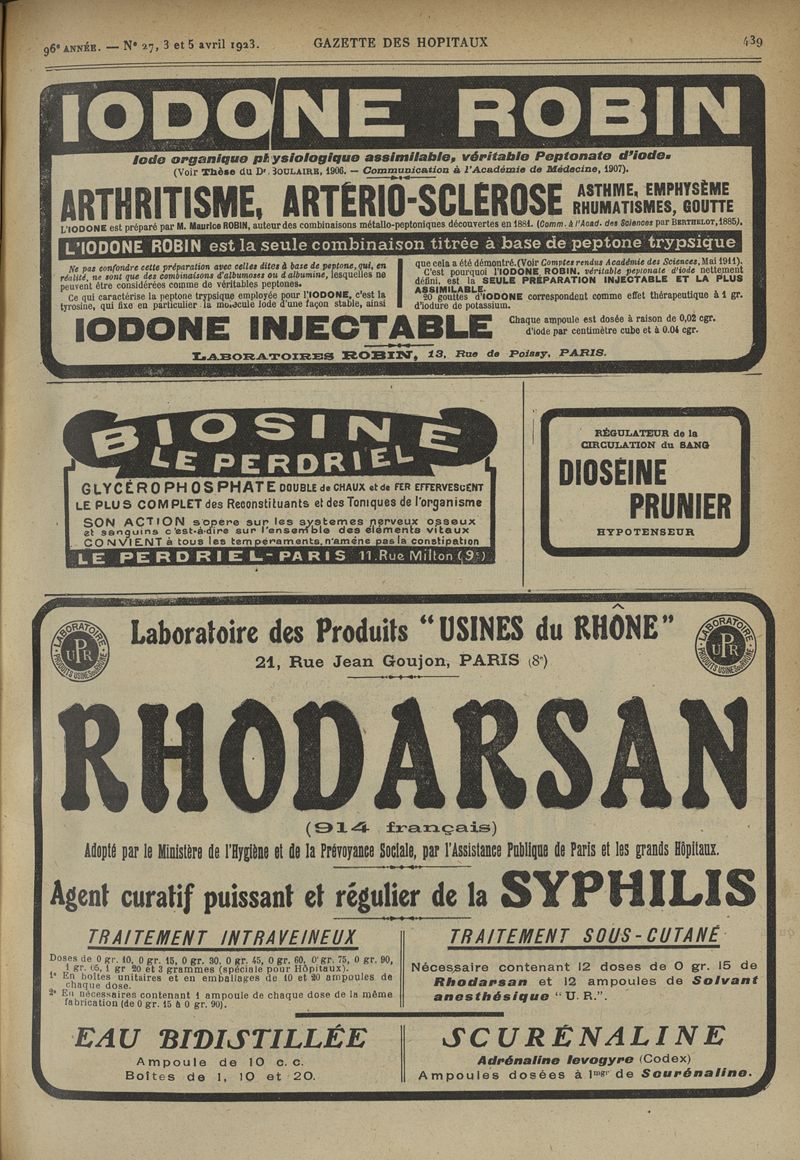 96e ANNÉE. — N° 27, 3 et 5 avril 1923. GAZETTE DES HOPITAUX 439
IODONE ROBIN
Iode organique physiologique assimilable, véritable Peptonate d'iode.
(Voir Thèse du Dr BOULAIRE, 1906. — Communication à l'Académie de Médecine, 1907).
ARTHRITISME, ARTÉRIO-SCLÉROSE ASTHME, EMPHYSÈME
RHUMATISMES, GOUTTE
L'IODONE est préparé par M. Maurice ROBIN, auteur des combinaisons métallo-peptoniques découvertes en 1881. (Comm. à l'Acad. des Sciences par BERTHELOT, 1885).
L'IODONE ROBIN est la seule combinaison titrée à base de peptone trypsique
Ne pas confondre cette préparation avec celles dites à base de peptone, qui, en
réalité, ne sont que des combinaisons d'albumoses ou d'albumine, lesquelles ne
peuvent être considérées comme de véritables peptones.
Ce qui caractérise la peptone trypsique employée pour l'IODONE, c'est la
tyrosine, qui fixe en particulier la molécule Iode d'une façon stable, ainsi
que cela a été démontré. (Voir Comptes rendus Académie des Sciences, Mai 1911).
C'est pourquoi l'IODONE ROBIN, véritable peptonate d'iode nettement
défini, est la SEULE PRÉPARATION INJECTABLE ET LA PLUS
ASSIMILABLE.
20 gouttes d'IODONE correspondent comme effet thérapeutique à 1 gr.
d'iodure de potassium.
IODONE INJECTABLE
Chaque ampoule est dosée à raison de 0,02 cgr.
d'iode par centimètre cube et à 0.04 cgr.
LABORATOIRES ROBIN, 13, Rue de Poissy, PARIS.
BIOSINE
LE PERDRIEL
GLYCÉROPHOSPHATE DOUBLE de CHAUX et de FER EFFERVESCENT
LE PLUS COMPLET des Reconstituants et des Toniques de l'organisme
SON ACTION s'opère sur les systèmes nerveux osseux
et sanguins c'est-à-dire sur l'ensemble des éléments vitaux
CONVIENT à tous les tempéraments, n'amène pas la constipation
LE PERDRIEL-PARIS 11. Rue Milton (9e)
RÉGULATEUR de la
CIRCULATION du SANG
DIOSÉINE
PRUNIER
HYPOTENSEUR
LABORATOIRE PRODUITS USINES du RHÔNE
UPR
Laboratoire des Produits "USINES du RHÔNE"
21, Rue Jean Goujon, PARIS (8e)
LABORATOIRE PRODUITS USINES du RHÔNE
UPR
RHODARSAN
(914 français)
Adopté par le Ministère de l'Hygiène et de la Prévoyance Sociale, par l'Assistance Publique de Paris et les grands Hôpitaux.
Agent curatif puissant et régulier de la SYPHILIS
TRAITEMENT INTRAVEINEUX
Doses de 0 gr. 10, 0 gr. 15, 0 gr. 30, 0 gr. 45, 0 gr. 60, 0 gr. 75, 0 gr. 90,
1 gr. 05, 1 gr 20 et 3 grammes (spéciale pour Hôpitaux).
1° En boîtes unitaires et en emballages de 10 et 20 ampoules de
chaque dose.
2° En nécessaires contenant 1 ampoule de chaque dose de la même
fabrication (de 0 gr. 15 à 0 gr. 90).
TRAITEMENT SOUS-CUTANÉ
Nécessaire contenant 12 doses de 0 gr. 15 de
Rhodarsan et 12 ampoules de Solvant
anesthésique "U. R.".
EAU BIDISTILLÉE
Ampoule de 10 c. c.
Boîtes de 1, 10 et 20.
SCURÉNALINE
Adrénaline levogyre (Codex)
Ampoules dosées à 1mgr de Scurénaline.